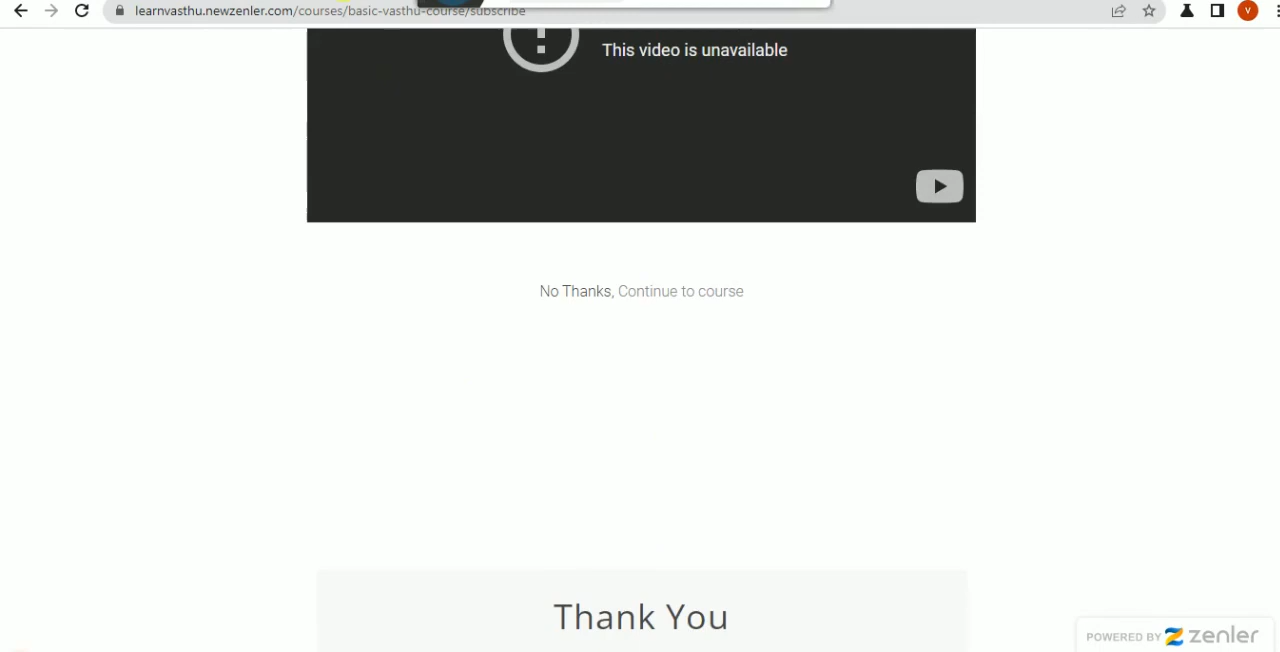 learnvasthu.newzenler.com/courses/basic-vasthu-course/subscribe
V
This video is unavailable
No Thanks, Continue to course
Thank You
POWERED BY zenler